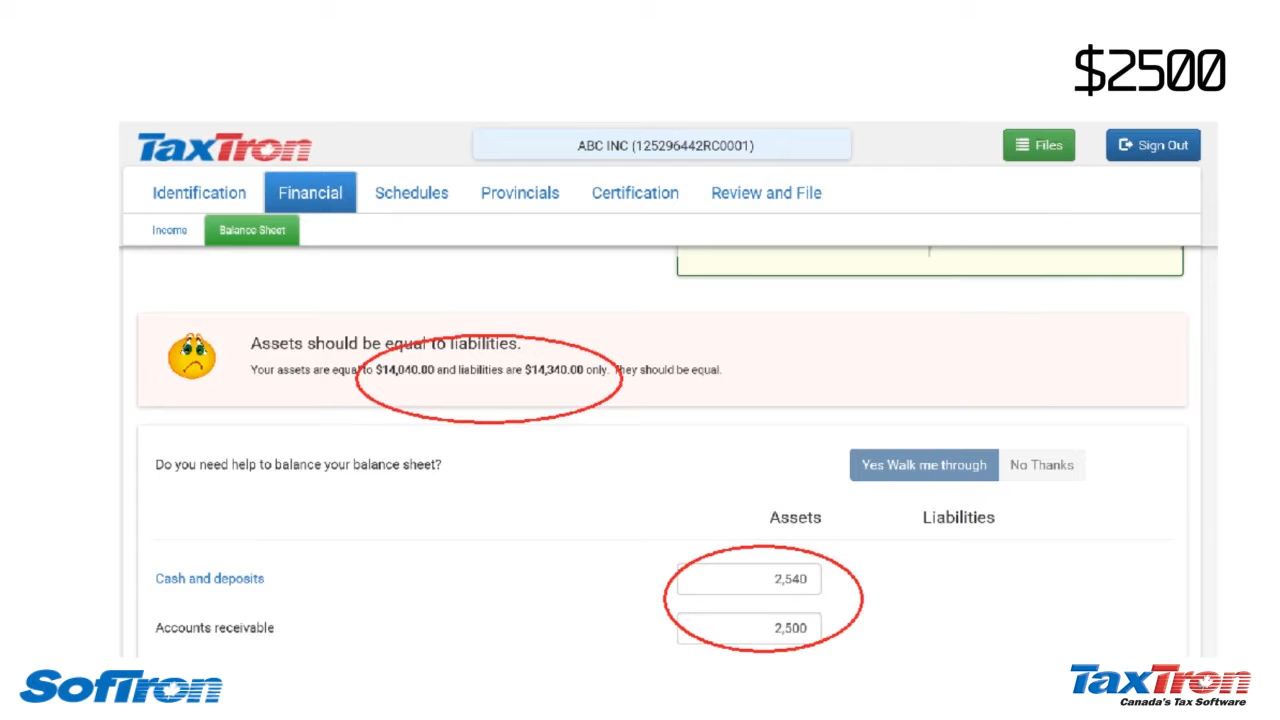 $2500
TaxTron
ABC INC (125296442RC0001)
Files
Sign Out
Identification
Financial
Schedules
Provincials
Certification
Review and File
Income
Balance Sheet
Assets should be equal to liabilities.
Your assets are equal to $14,040.00 and liabilities are $14,340.00 only. They should be equal.
Do you need help to balance your balance sheet?
Yes Walk me through
No Thanks
Assets
Liabilities
Cash and deposits
2,540
Accounts receivable
2,500
SofTron
TaxTron
Canada's Tax Software